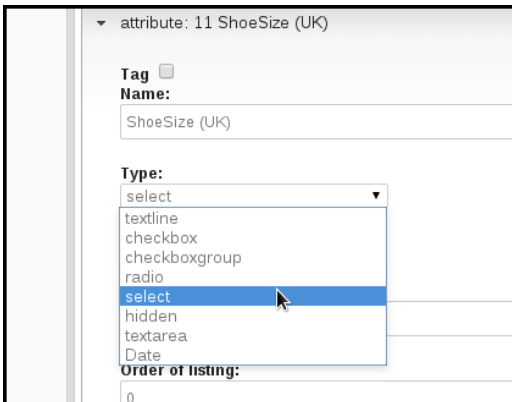 attribute: 11 ShoeSize (UK)
Tag
Name:
ShoeSize (UK)
Type:
select
textline
checkbox
checkboxgroup
radio
select
hidden
textarea
Date
Order of listing:
0